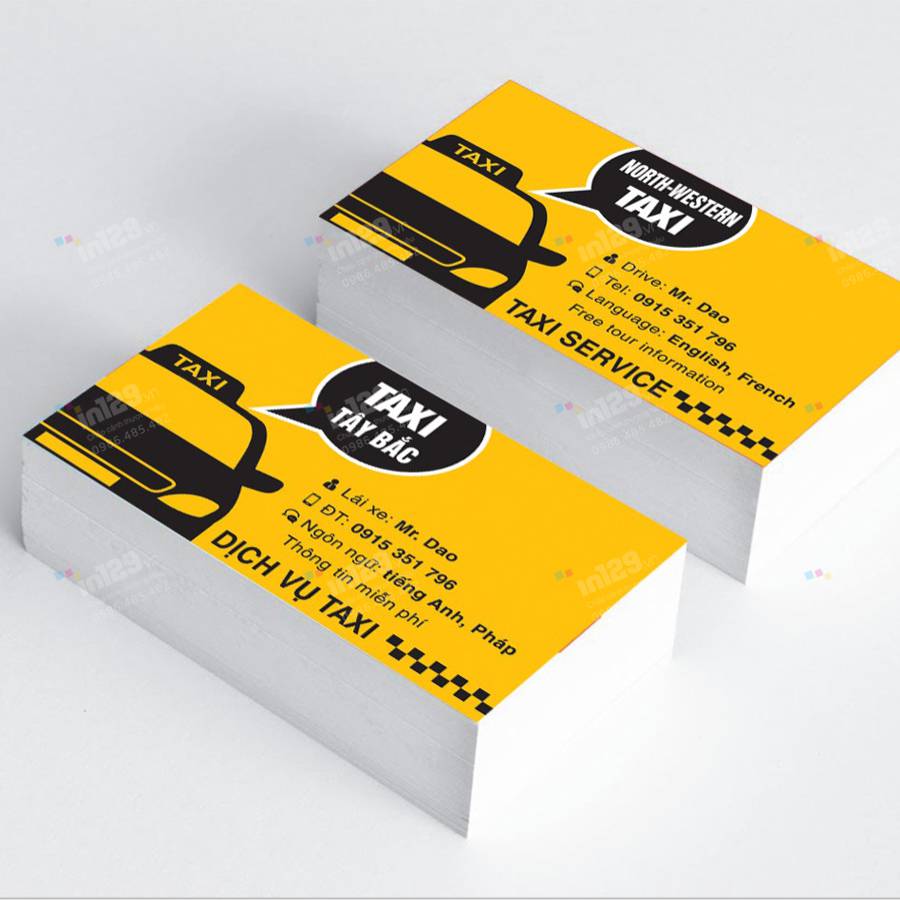 TAXI
NORTH-WESTERN
TAXI
Drive: Mr. Dao
Tel: 0915 351 796
Language: English, French
Free tour information
TAXI SERVICE
TAXI
TAXI
TÂY BẮC
Lái xe: Mr. Dao
ĐT: 0915 351 796
Ngôn ngữ: tiếng Anh, Pháp
Thông tin miễn phí
DỊCH VỤ TAXI
in129.vn